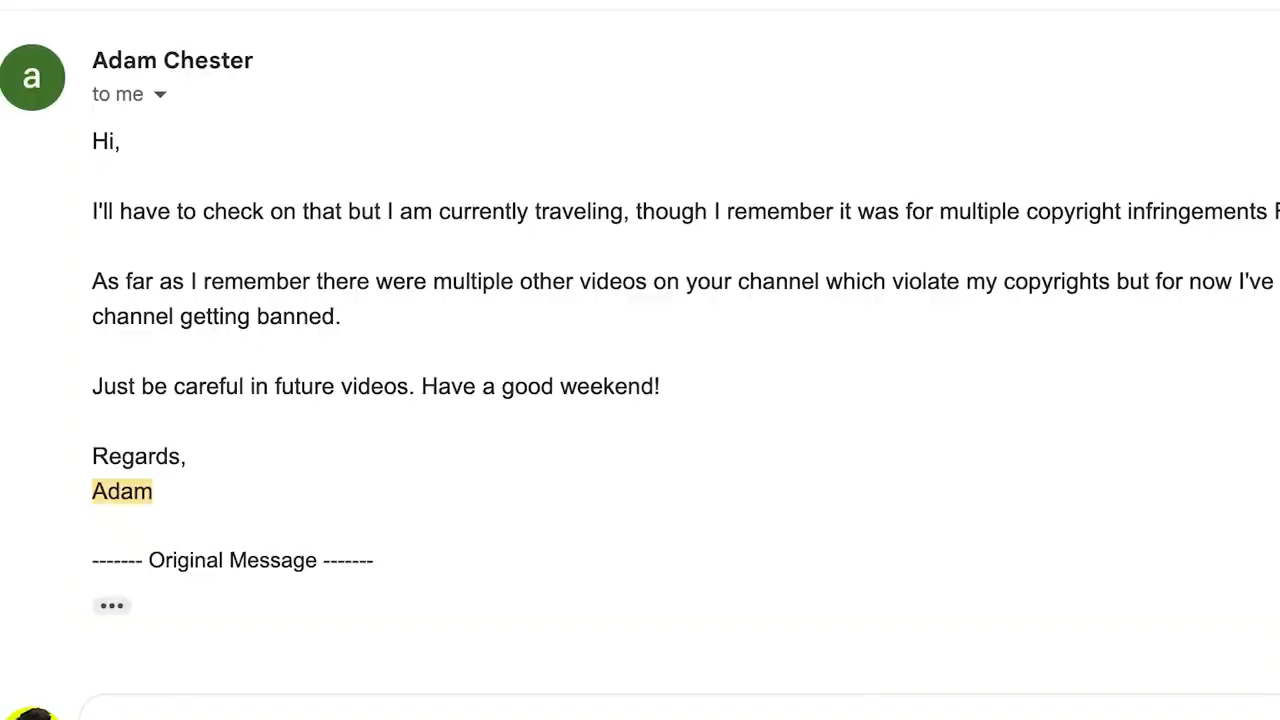 a
Adam Chester
to me
Hi,
I'll have to check on that but I am currently traveling, though I remember it was for multiple copyright infringements
As far as I remember there were multiple other videos on your channel which violate my copyrights but for now I've
channel getting banned.
Just be careful in future videos. Have a good weekend!
Regards,
Adam
------- Original Message -------